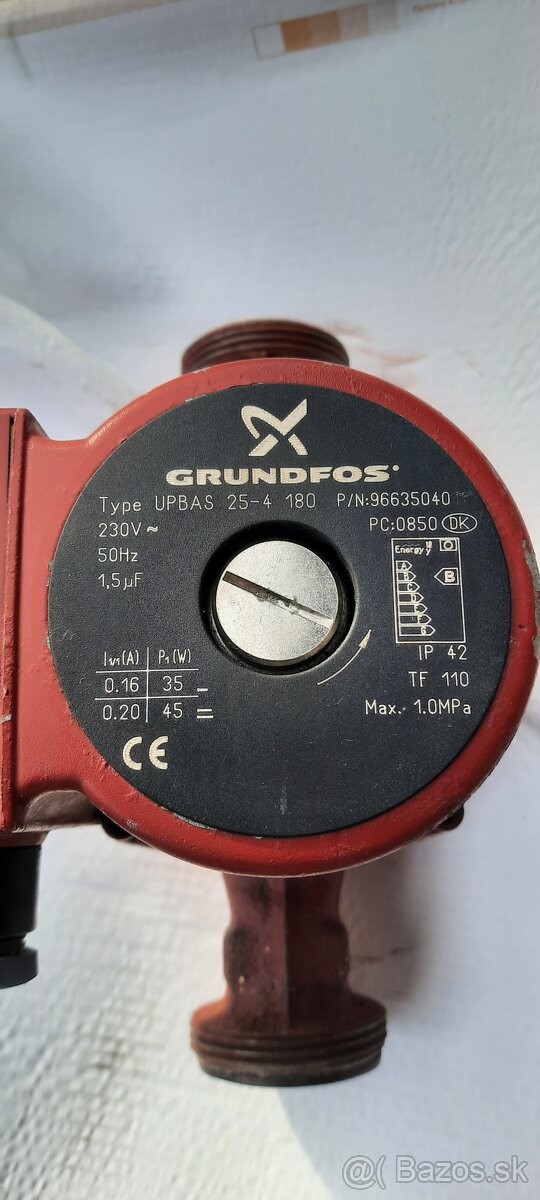 GRUNDFOS
Type UPBAS 25-4 180 P/N:96635040
230V~ PC:0850 DK
50Hz
1,5µF
Energy
A
B
C
D
E
F
G
B
IP 42
TF 110
Max. 1.0MPa
I1/1(A) P1(W)
0.16 35
0.20 45
CE
@ Bazos.sk